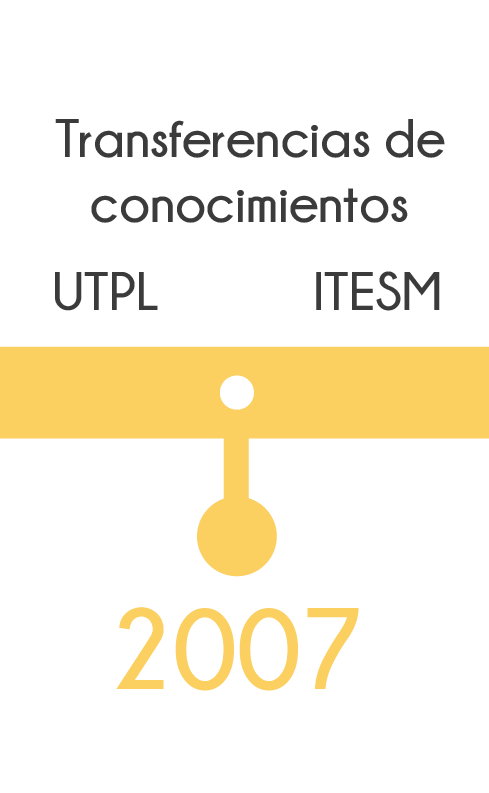 Transferencias de
conocimientos
UTPL ITESM
2007